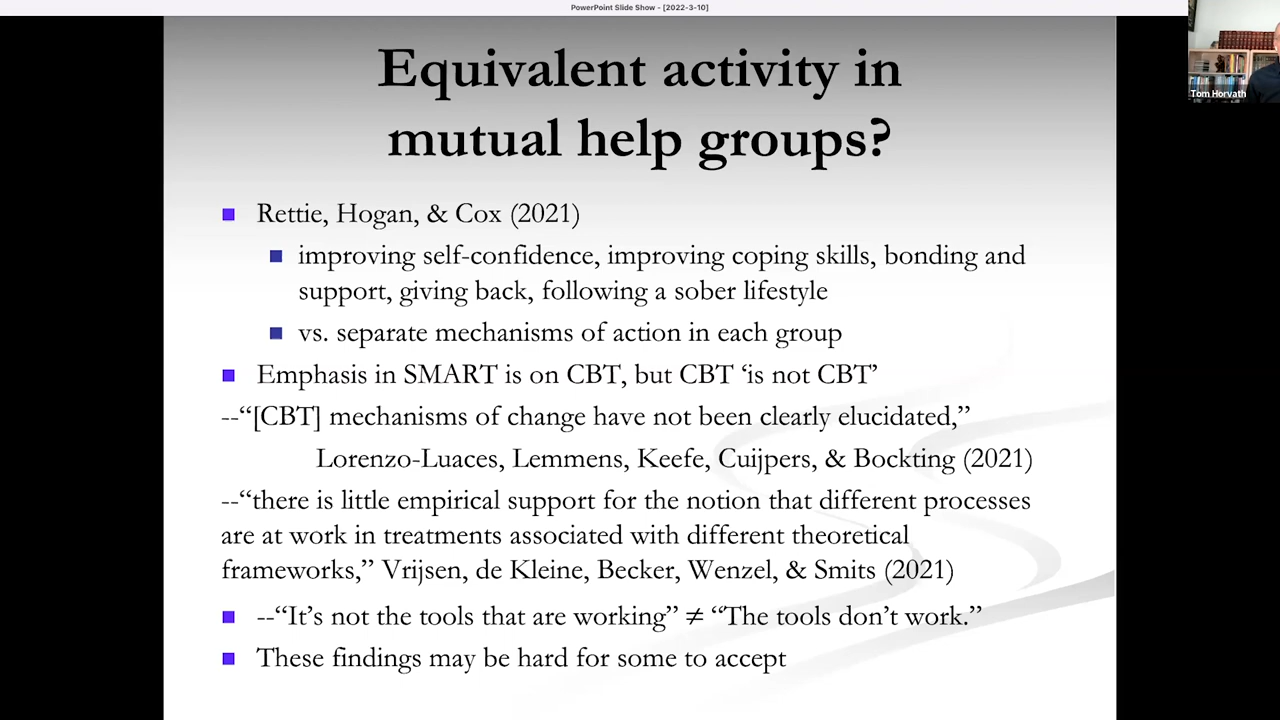 PowerPoint Slide Show - [2022-3-10]
Equivalent activity in
mutual help groups?
Tom Horvath
Rettie, Hogan, & Cox (2021)
improving self-confidence, improving coping skills, bonding and
support, giving back, following a sober lifestyle
vs. separate mechanisms of action in each group
Emphasis in SMART is on CBT, but CBT ‘is not CBT’
--“[CBT] mechanisms of change have not been clearly elucidated,”
Lorenzo-Luaces, Lemmens, Keefe, Cuijpers, & Bockting (2021)
--“there is little empirical support for the notion that different processes
are at work in treatments associated with different theoretical
frameworks,” Vrijsen, de Kleine, Becker, Wenzel, & Smits (2021)
--“It’s not the tools that are working” ≠ “The tools don’t work.”
These findings may be hard for some to accept